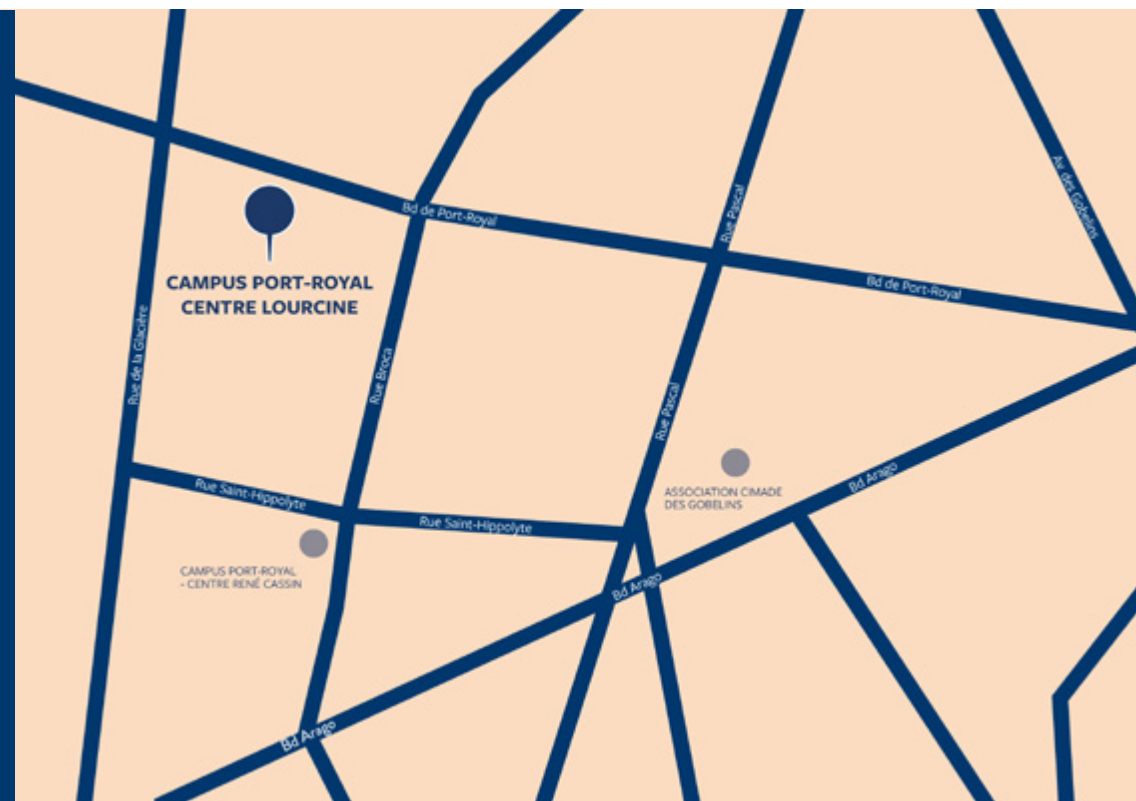 Av. des Gobelins
Rue Pascal
Bd de Port-Royal
Bd de Port-Royal
CAMPUS PORT-ROYAL
CENTRE LOURCINE
Rue de la Glacière
Rue Broca
Rue Pascal
Bd Arago
ASSOCIATION CIMADE
DES GOBELINS
Rue Saint-Hippolyte
Rue Saint-Hippolyte
CAMPUS PORT-ROYAL
- CENTRE RENÉ CASSIN
Bd Arago
Bd Arago